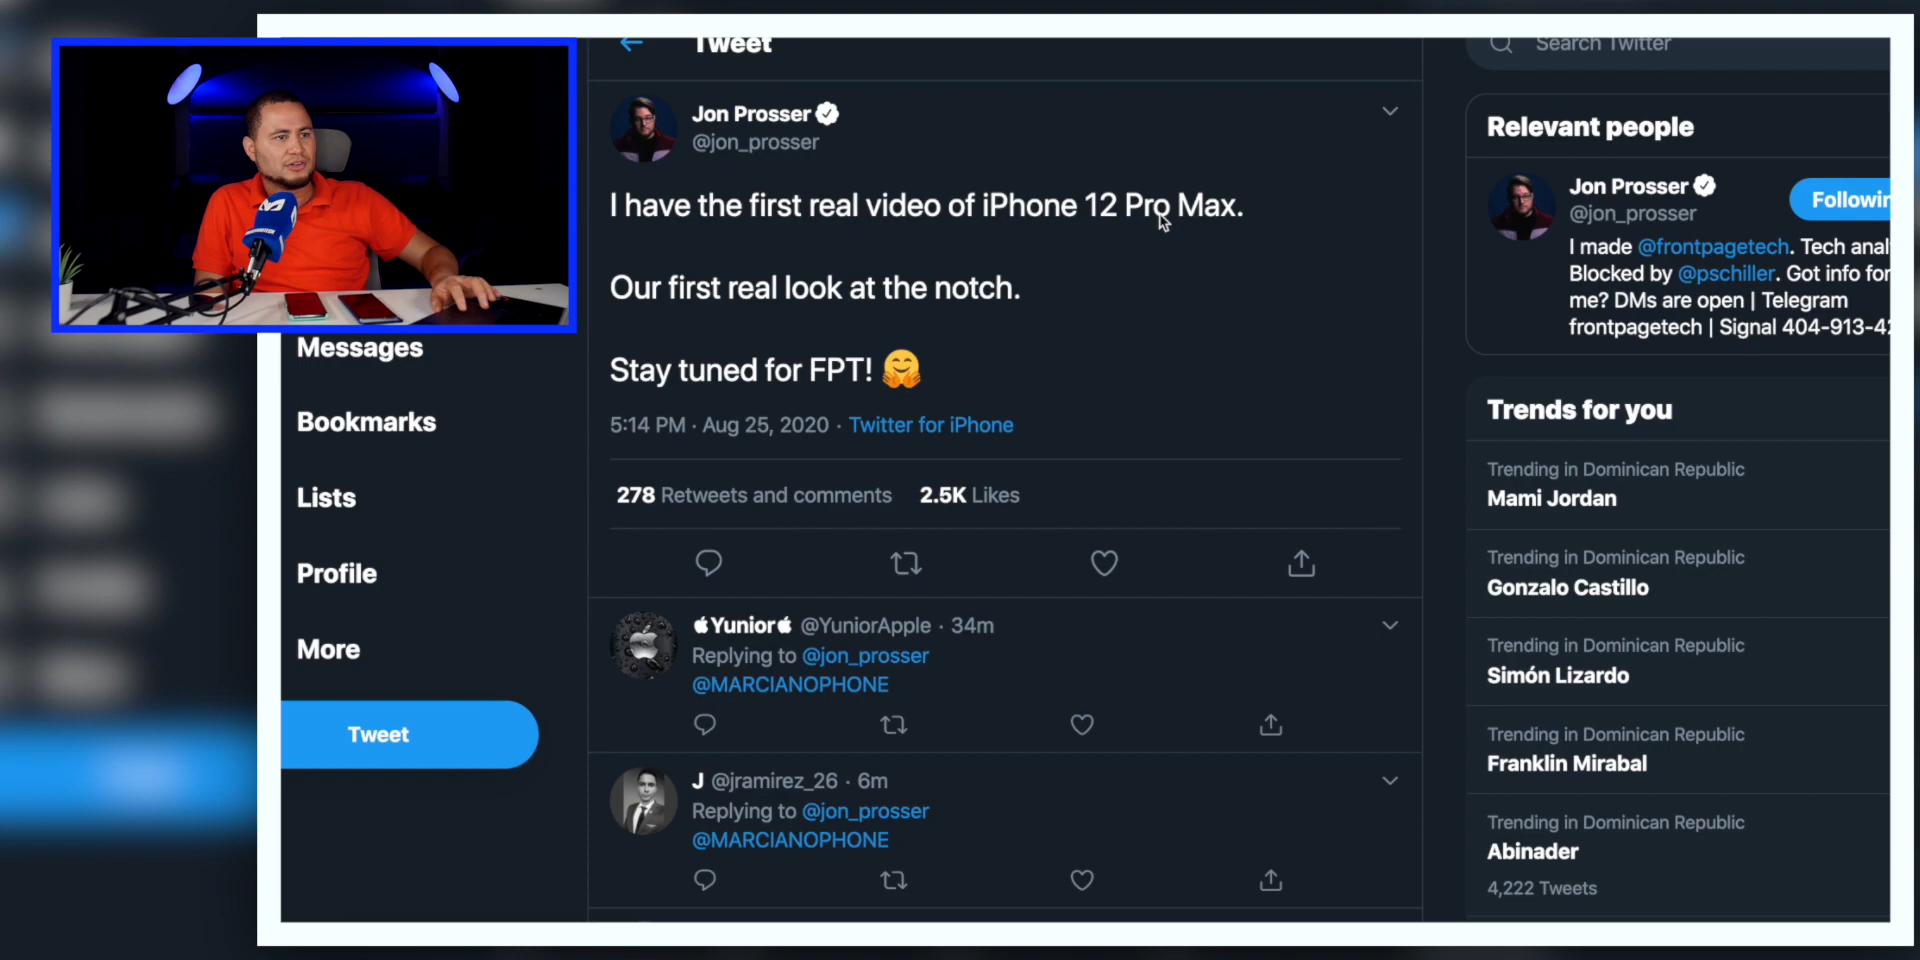 Tweet
Search Twitter
Jon Prosser
@jon_prosser
I have the first real video of iPhone 12 Pro Max.
Our first real look at the notch.
Stay tuned for FPT! 🤗
5:14 PM · Aug 25, 2020 · Twitter for iPhone
278 Retweets and comments 2.5K Likes
Yunior @YuniorApple · 34m
Replying to @jon_prosser
@MARCIANOPHONE
J @jramirez_26 · 6m
Replying to @jon_prosser
@MARCIANOPHONE
Messages
Bookmarks
Lists
Profile
More
Tweet
Relevant people
Jon Prosser
@jon_prosser
Followin
I made @frontpagetech. Tech anal
Blocked by @pschiller. Got info for
me? DMs are open | Telegram
frontpagetech | Signal 404-913-42
Trends for you
Trending in Dominican Republic
Mami Jordan
Trending in Dominican Republic
Gonzalo Castillo
Trending in Dominican Republic
Simón Lizardo
Trending in Dominican Republic
Franklin Mirabal
Trending in Dominican Republic
Abinader
4,222 Tweets